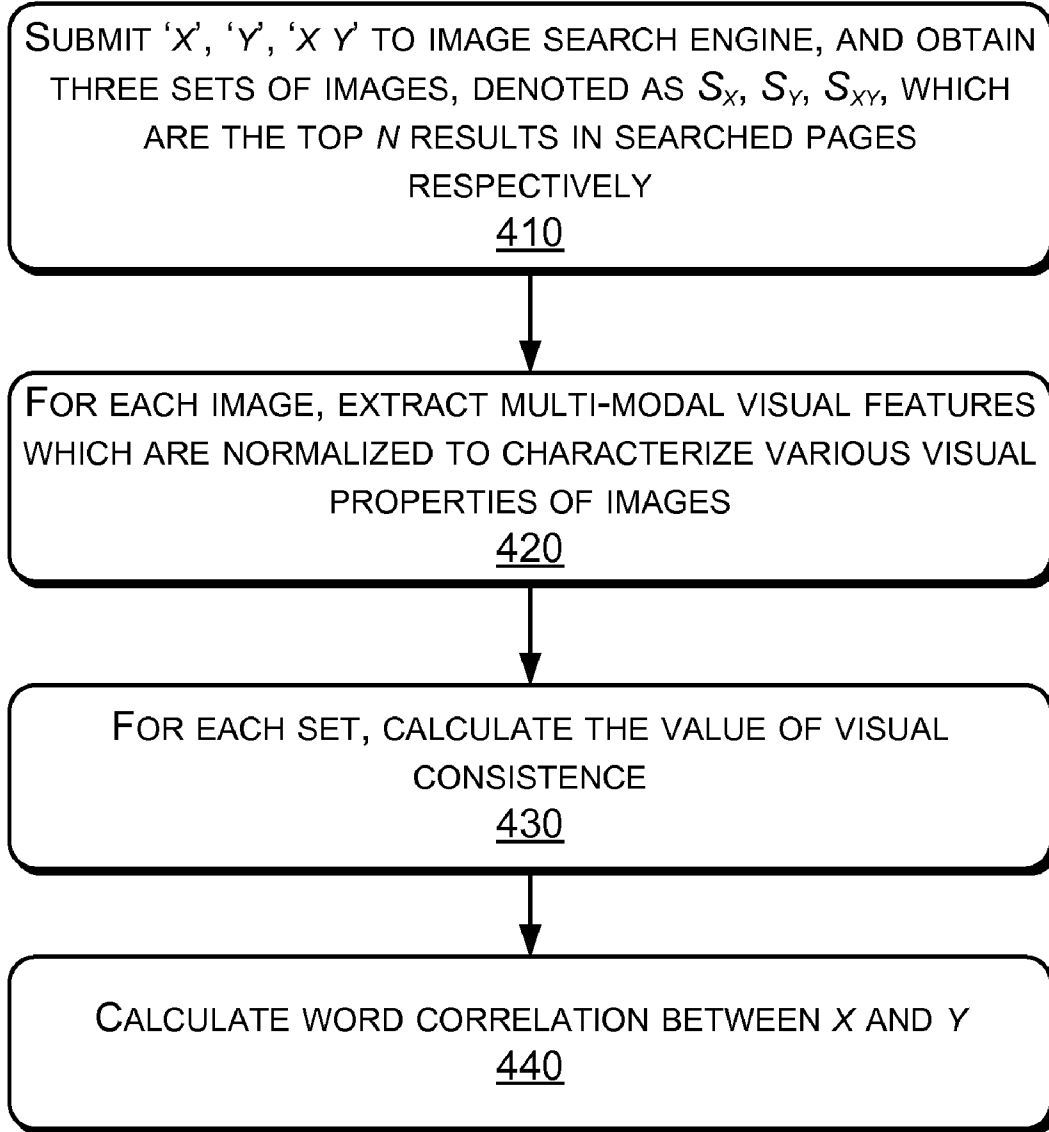 SUBMIT ‘X’, ‘Y’, ‘X Y’ TO IMAGE SEARCH ENGINE, AND OBTAIN
THREE SETS OF IMAGES, DENOTED AS SX, SY, SXY, WHICH
ARE THE TOP N RESULTS IN SEARCHED PAGES
RESPECTIVELY
410
FOR EACH IMAGE, EXTRACT MULTI-MODAL VISUAL FEATURES
WHICH ARE NORMALIZED TO CHARACTERIZE VARIOUS VISUAL
PROPERTIES OF IMAGES
420
FOR EACH SET, CALCULATE THE VALUE OF VISUAL
CONSISTENCE
430
CALCULATE WORD CORRELATION BETWEEN X AND Y
440